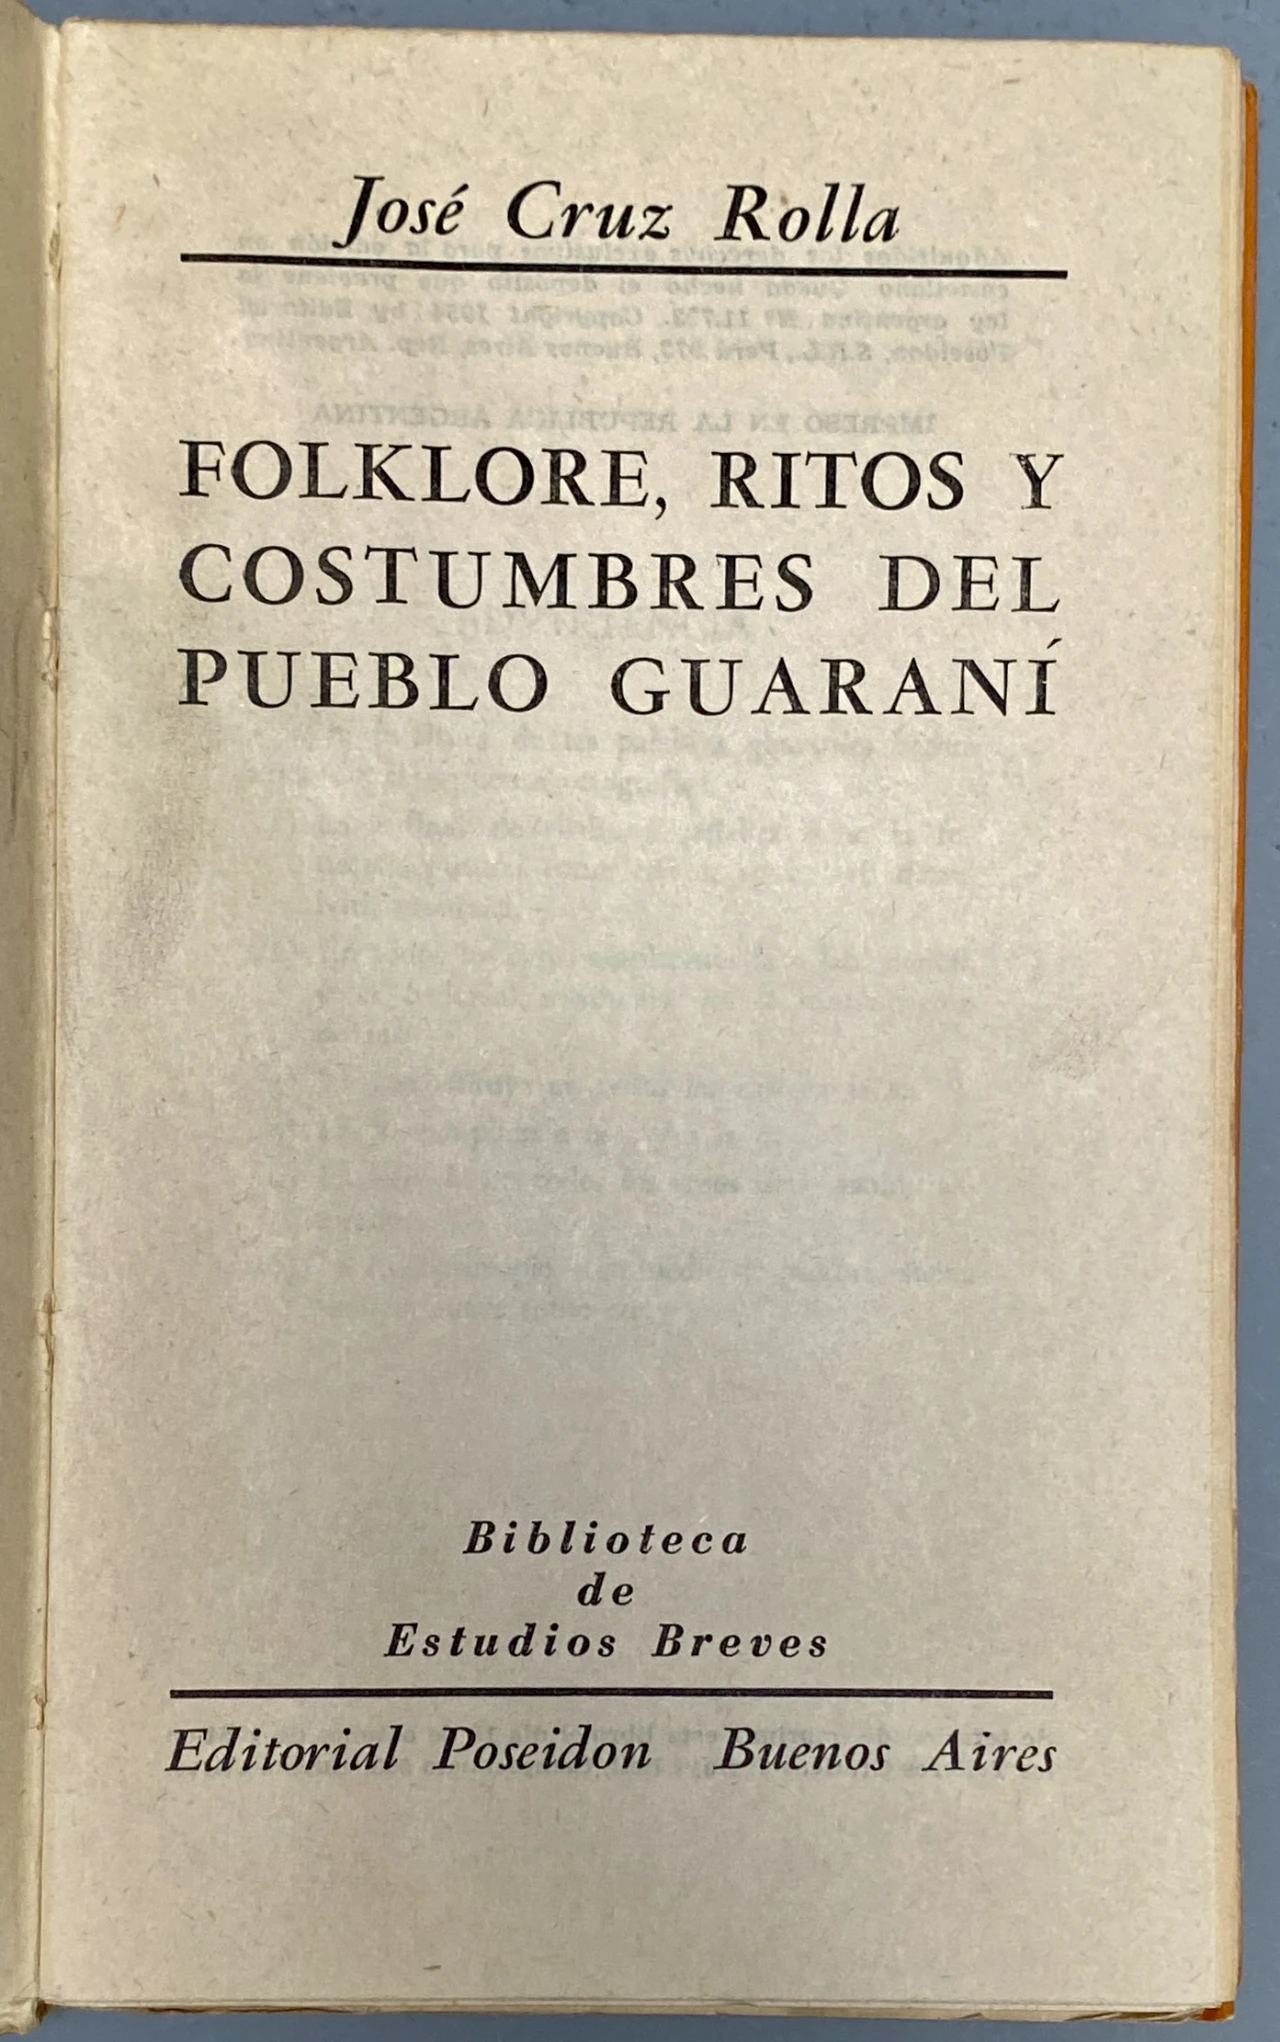 José Cruz Rolla
FOLKLORE, RITOS Y
COSTUMBRES DEL
PUEBLO GUARANÍ
Biblioteca
de
Estudios Breves
Editorial Poseidon Buenos Aires